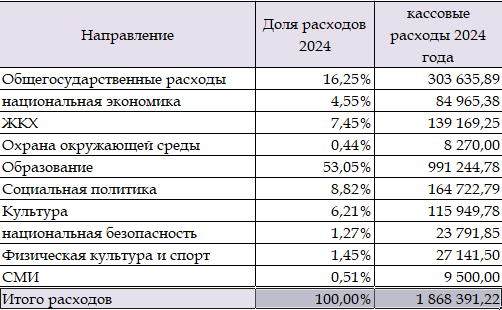 Направление Доля расходов 2024 кассовые расходы 2024 года
Общегосударственные расходы 16,25% 303 635,89
национальная экономика 4,55% 84 965,38
ЖКХ 7,45% 139 169,25
Охрана окружающей среды 0,44% 8 270,00
Образование 53,05% 991 244,78
Социальная политика 8,82% 164 722,79
Культура 6,21% 115 949,78
национальная безопасность 1,27% 23 791,85
Физическая культура и спорт 1,45% 27 141,50
СМИ 0,51% 9 500,00
Итого расходов 100,00% 1 868 391,22